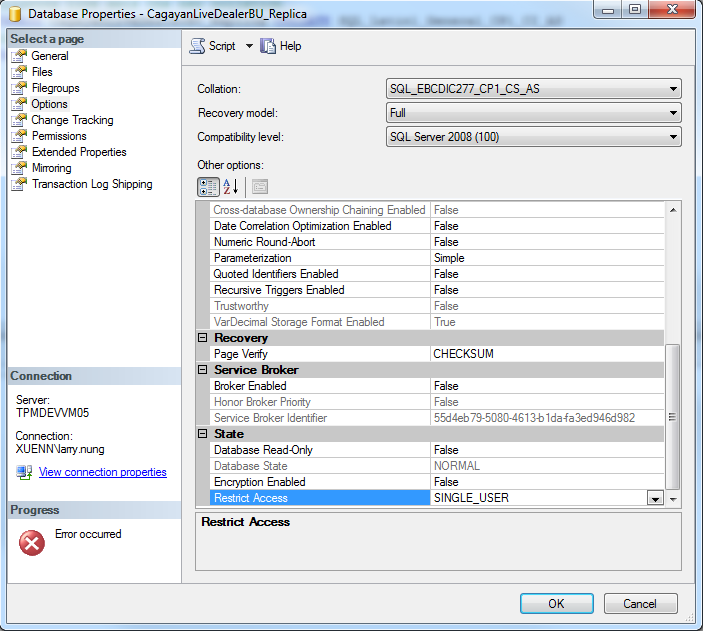 Database Properties - CagayanLiveDealerBU_Replica
Select a page
General
Files
Filegroups
Options
Change Tracking
Permissions
Extended Properties
Mirroring
Transaction Log Shipping
Connection
Server:
TPMDEVVM05
Connection:
XUENN\larry.nung
View connection properties
Progress
Error occurred
Script
Help
Collation: SQL_EBCDIC277_CP1_CS_AS
Recovery model: Full
Compatibility level: SQL Server 2008 (100)
Other options:
Cross-database Ownership Chaining Enabled False
Date Correlation Optimization Enabled False
Numeric Round-Abort False
Parameterization Simple
Quoted Identifiers Enabled False
Recursive Triggers Enabled False
Trustworthy False
VarDecimal Storage Format Enabled True
Recovery
Page Verify CHECKSUM
Service Broker
Broker Enabled False
Honor Broker Priority False
Service Broker Identifier 55d4eb79-5080-4613-b1da-fa3ed946d982
State
Database Read-Only False
Database State NORMAL
Encryption Enabled False
Restrict Access SINGLE_USER
Restrict Access
OK Cancel